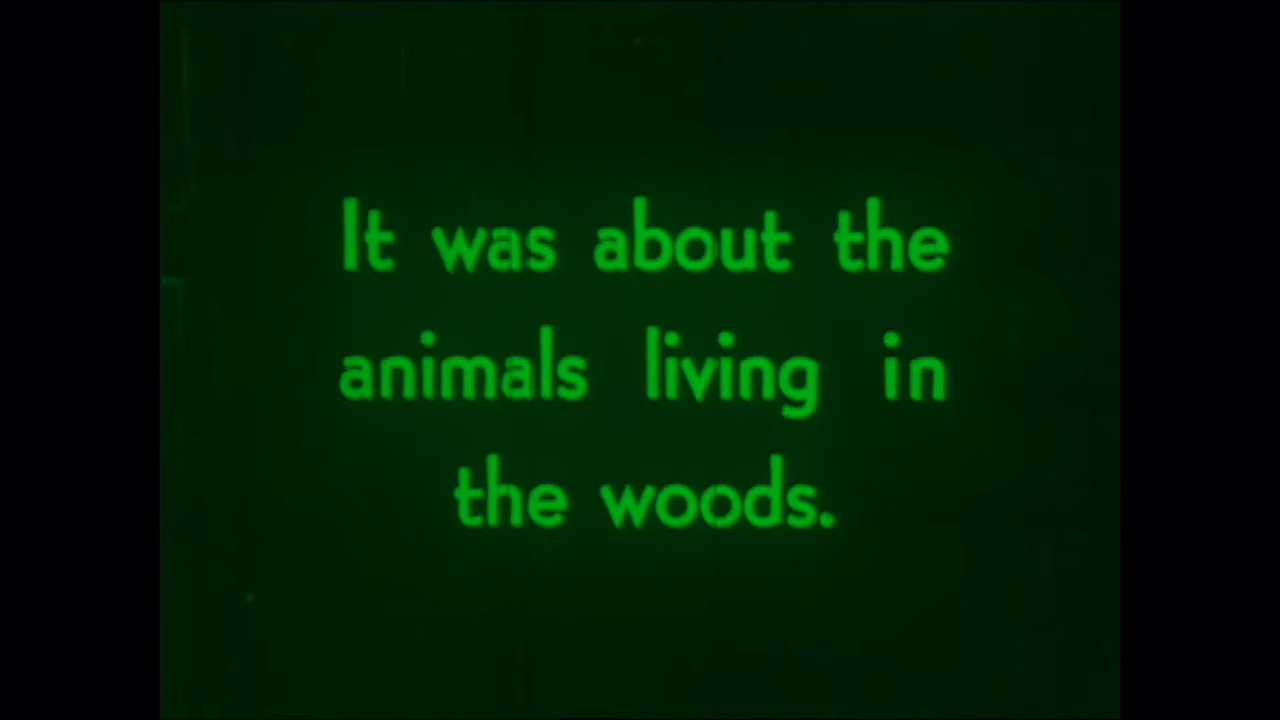 It was about the
animals living in
the woods.